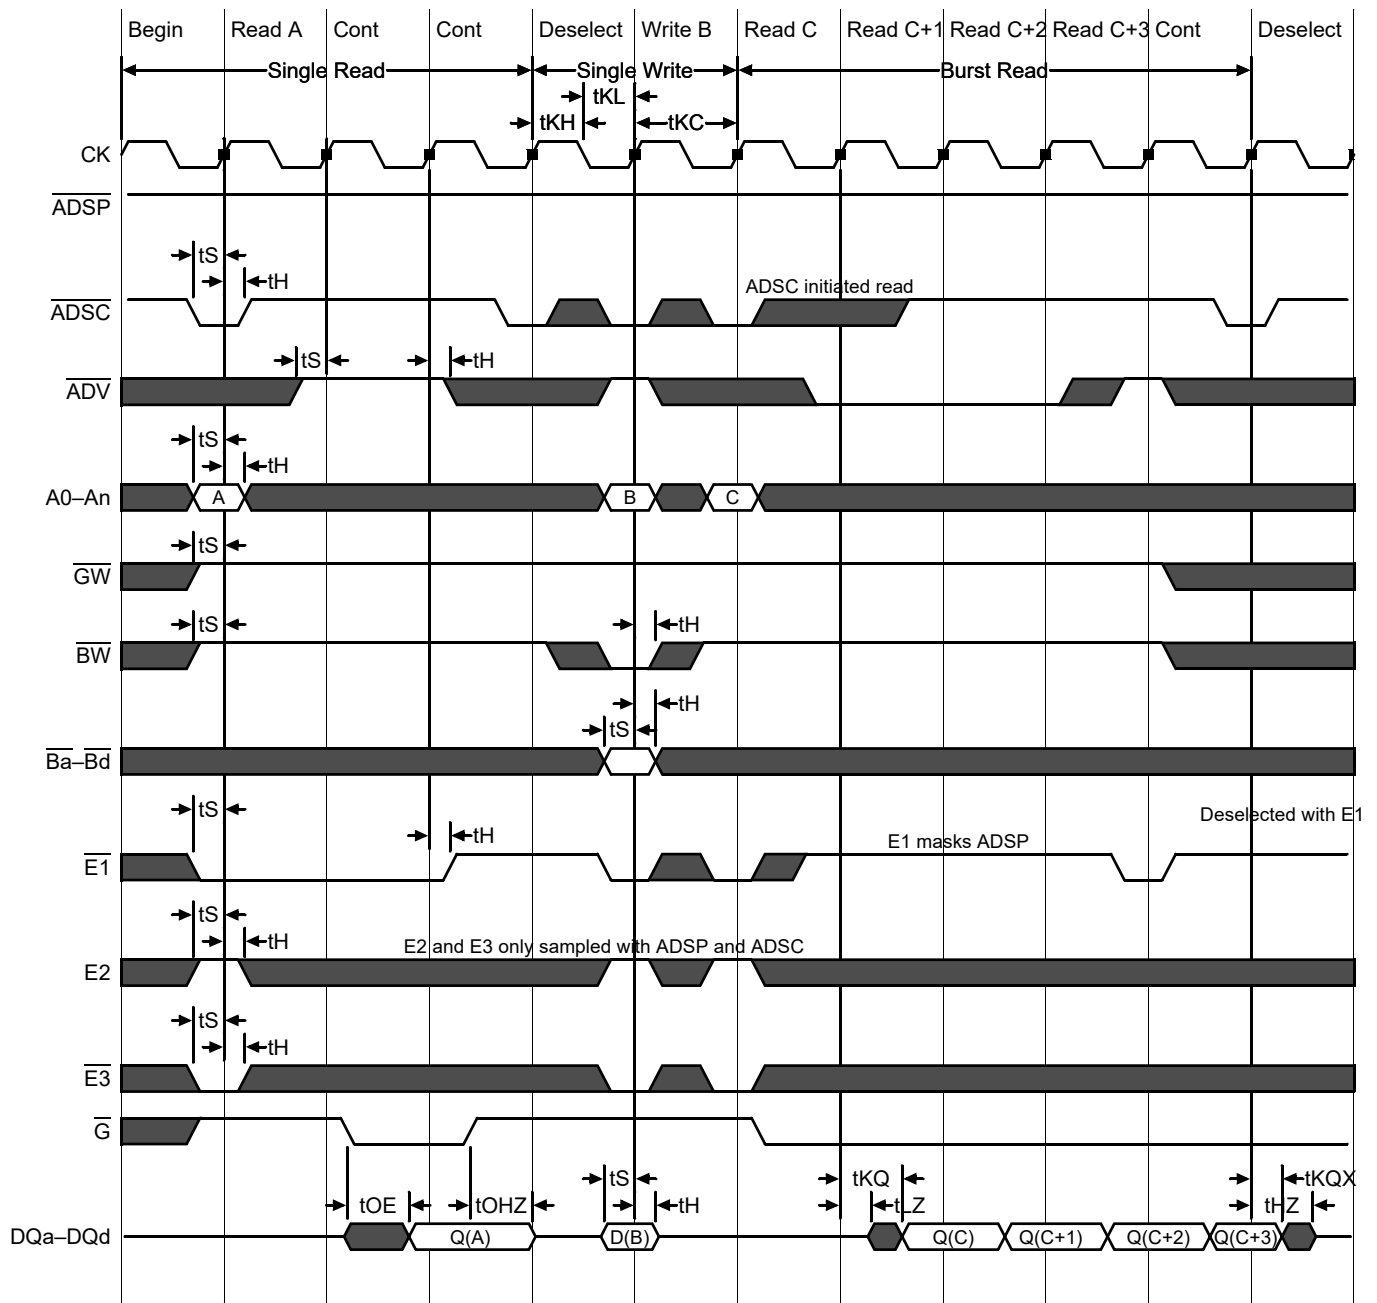 Begin Read A Cont Cont Deselect Write B Read C Read C+1 Read C+2 Read C+3 Cont Deselect
Single Read Single Write Burst Read
tKL
tKH tKC
CK
ADSP
tS
tH
ADSC initiated read
ADSC
tS tH
ADV
tS
tH
A0–An A B C
tS
GW
tS tH
BW
tH
tS
Ba–Bd
tS Deselected with E1
tH E1 masks ADSP
E1
tS
tH E2 and E3 only sampled with ADSP and ADSC
E2
tS
tH
E3
G
tS tKQ tKQX
tOE tOHZ tH tLZ tHZ
DQa–DQd Q(A) D(B) Q(C) Q(C+1) Q(C+2) Q(C+3)